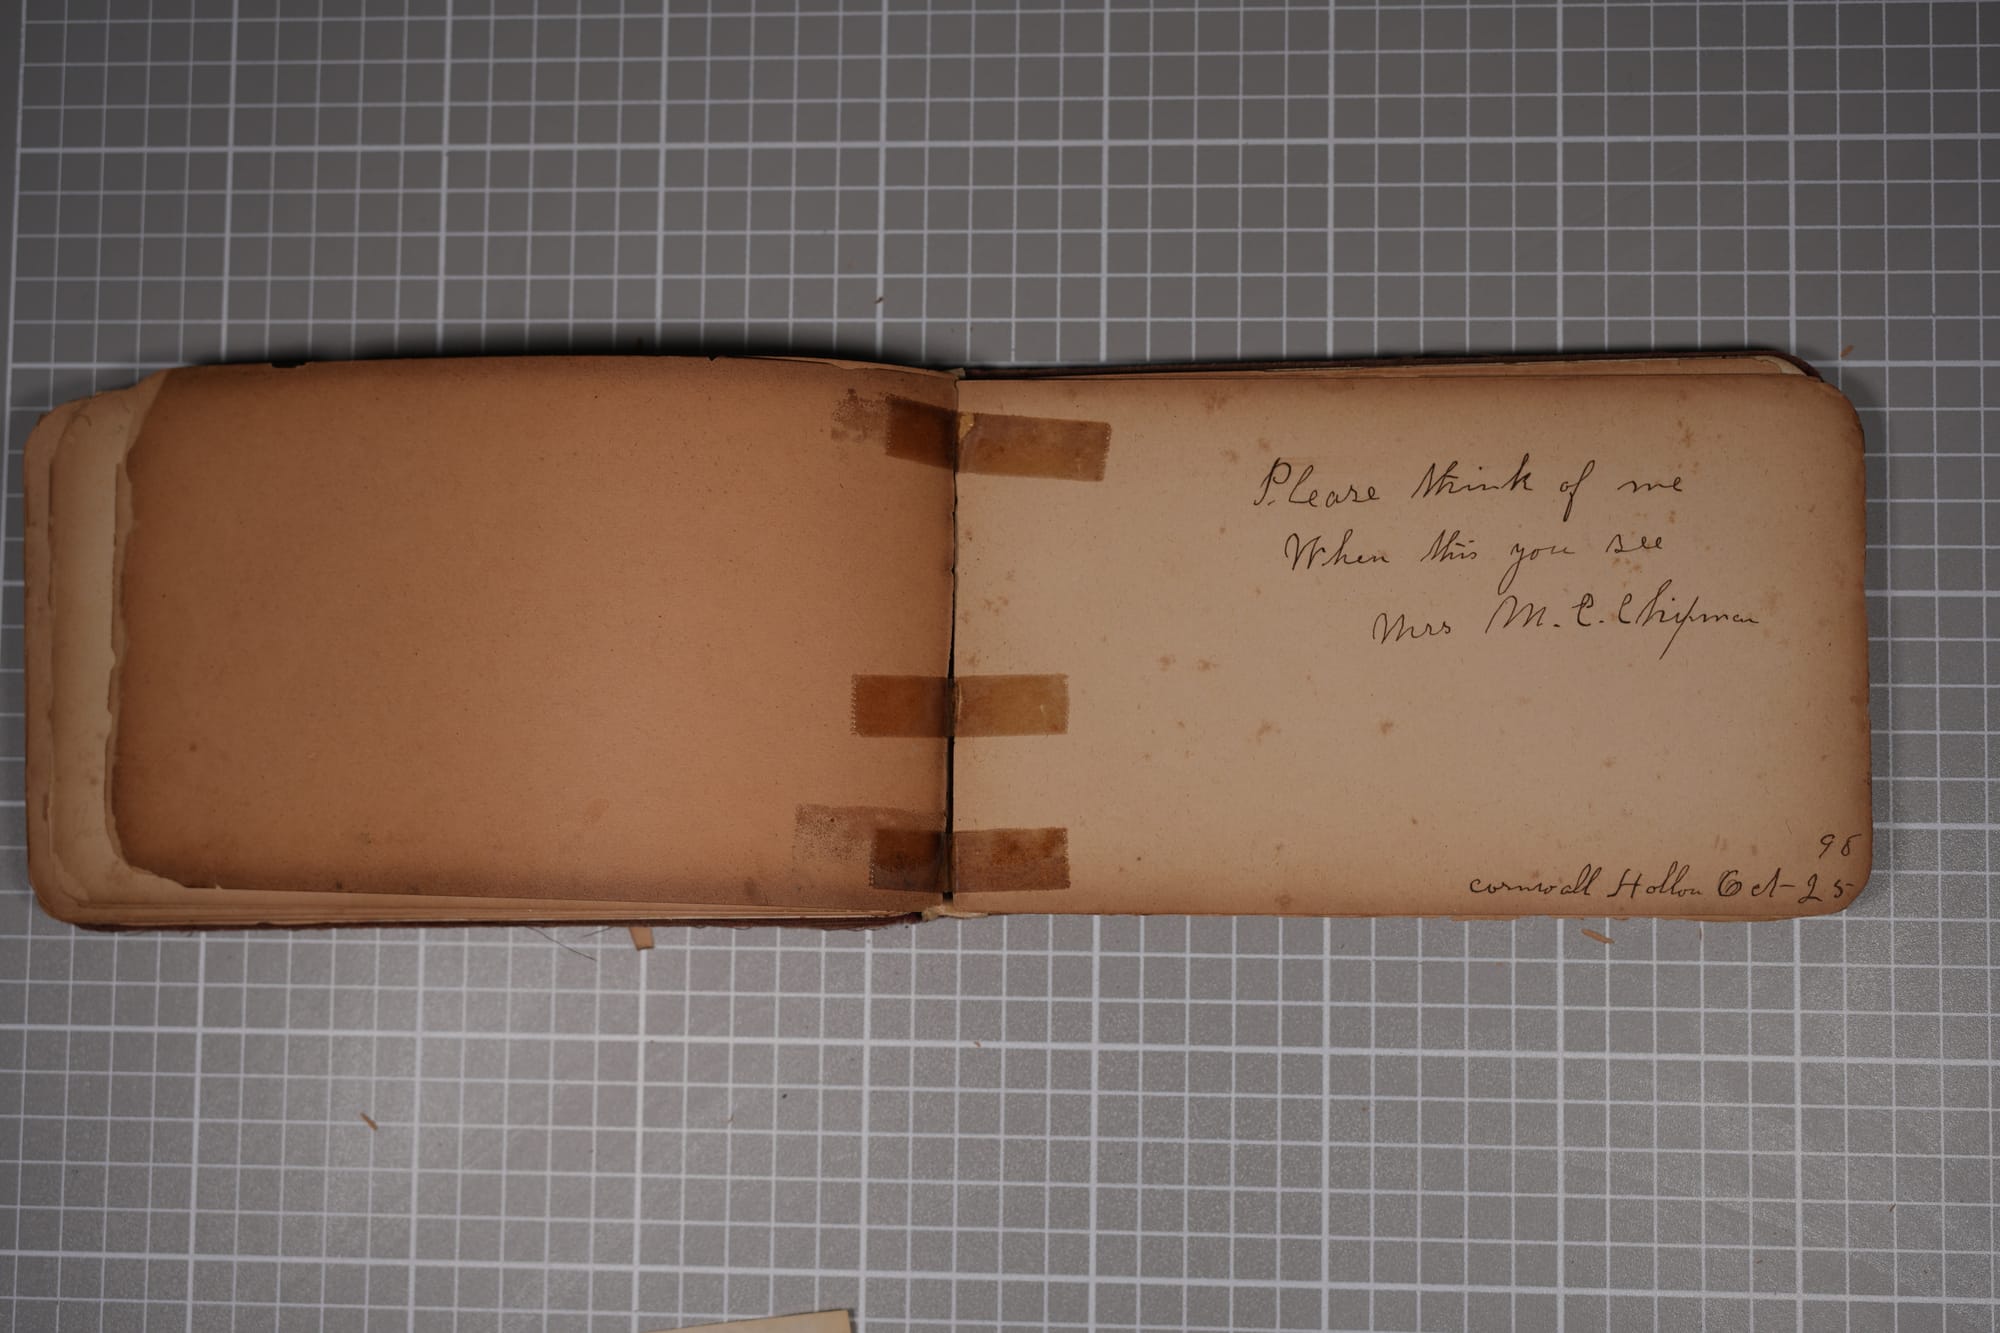 Please think of me
When this you see
Mrs M. E. Chipman
98
cornwall Hollow Oct - 25